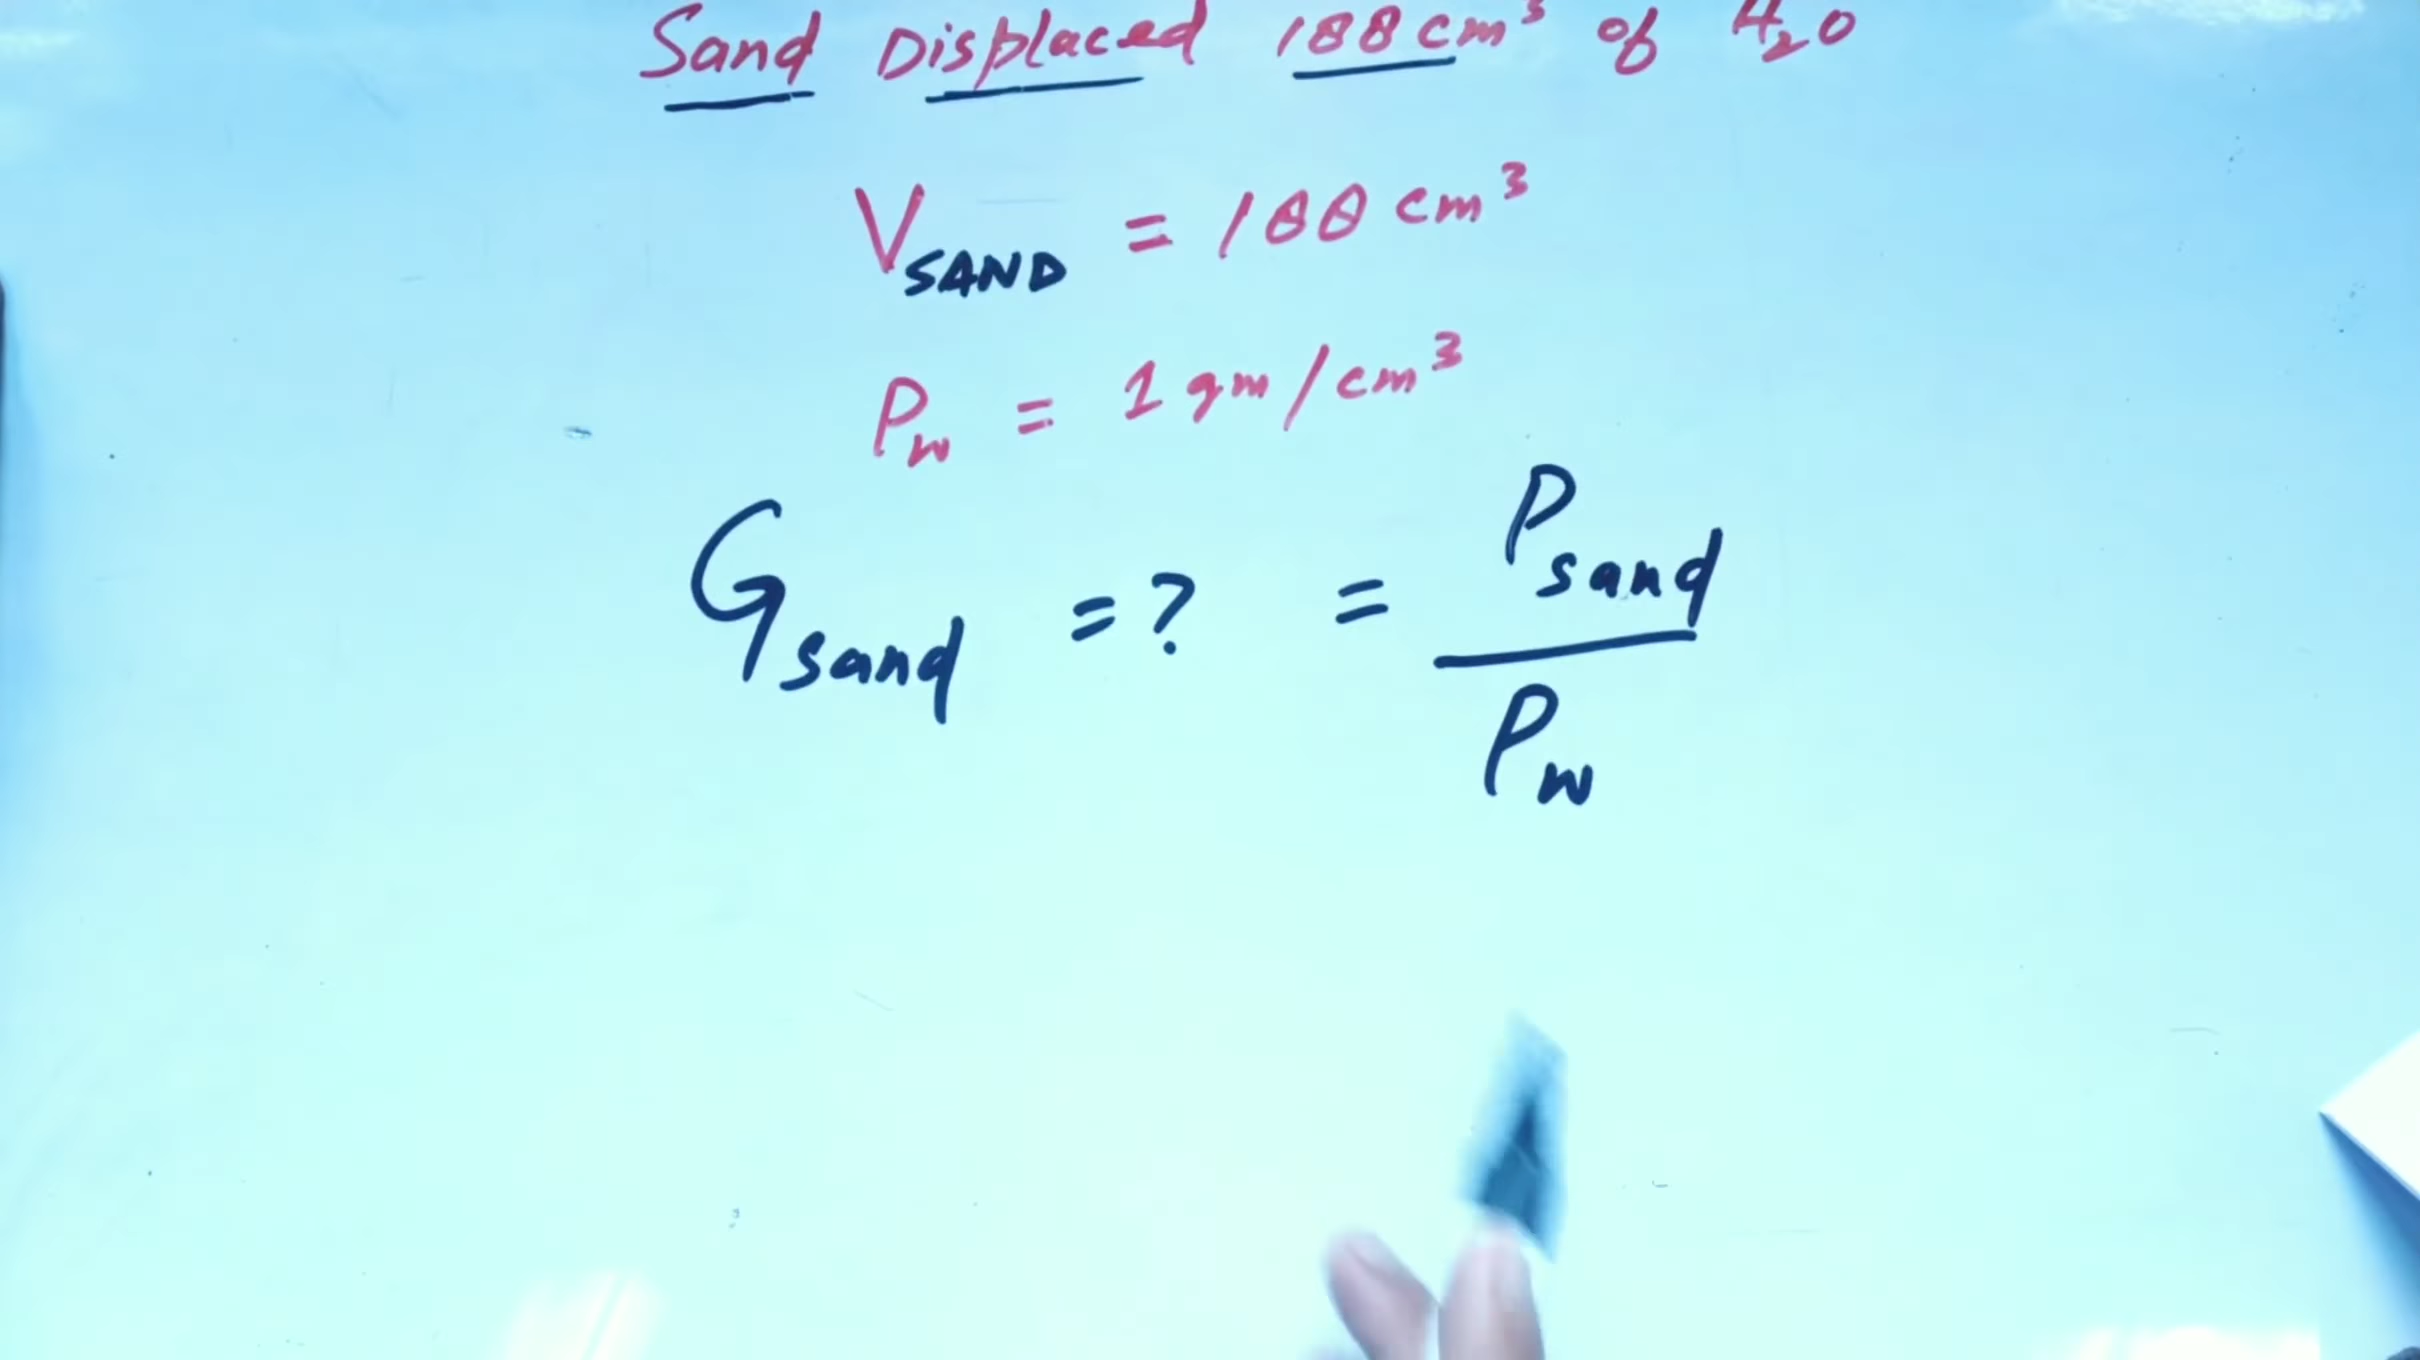 Sand Displaced 188 cm³ of H₂O
V_SAND = 188 cm³
ρ_w = 1 gm/cm³
G_sand = ? = ρ_sand / ρ_w